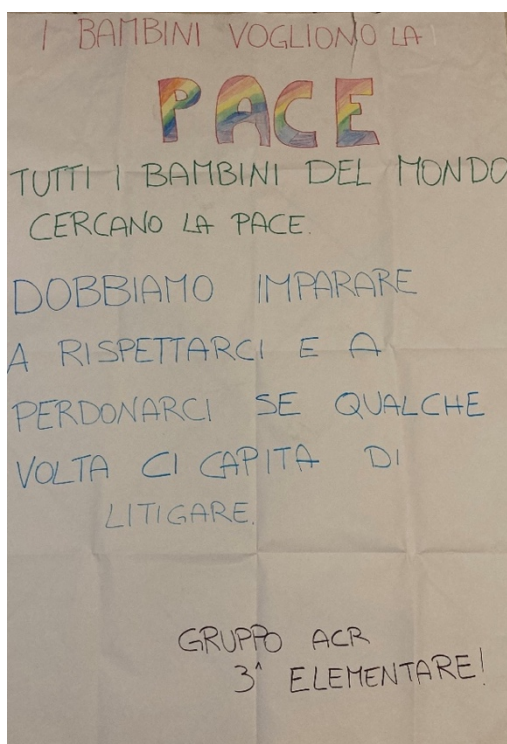 I BAMBINI VOGLIONO LA
PACE
TUTTI I BAMBINI DEL MONDO
CERCANO LA PACE.
DOBBIAMO IMPARARE
A RISPETTARCI E A
PERDONARCI SE QUALCHE
VOLTA CI CAPITA DI
LITIGARE.
GRUPPO ACR
3^ ELEMENTARE!